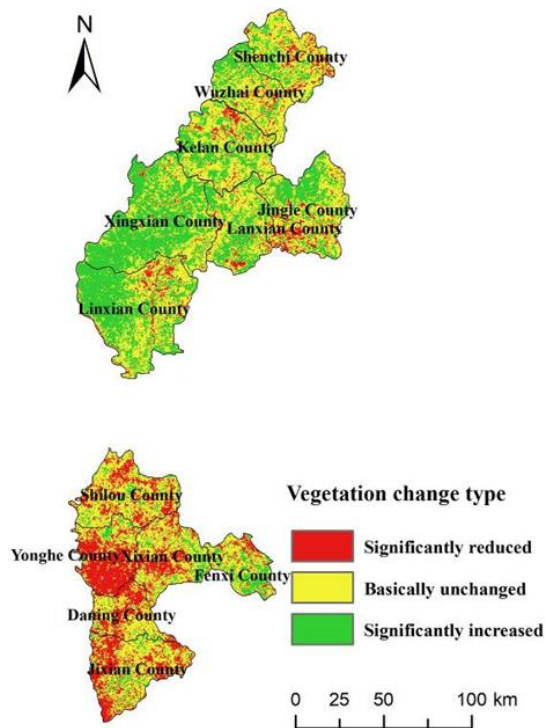 N
Shenchi County
Wuzhai County
Kelan County
Jingle County
Xingxian County
Lanxian County
Linxian County
Shilou County
Vegetation change type
Significantly reduced
Yonghe County
Xixian County
Fenxi County
Basically unchanged
Daning County
Significantly increased
Jixian County
0 25 50 100 km